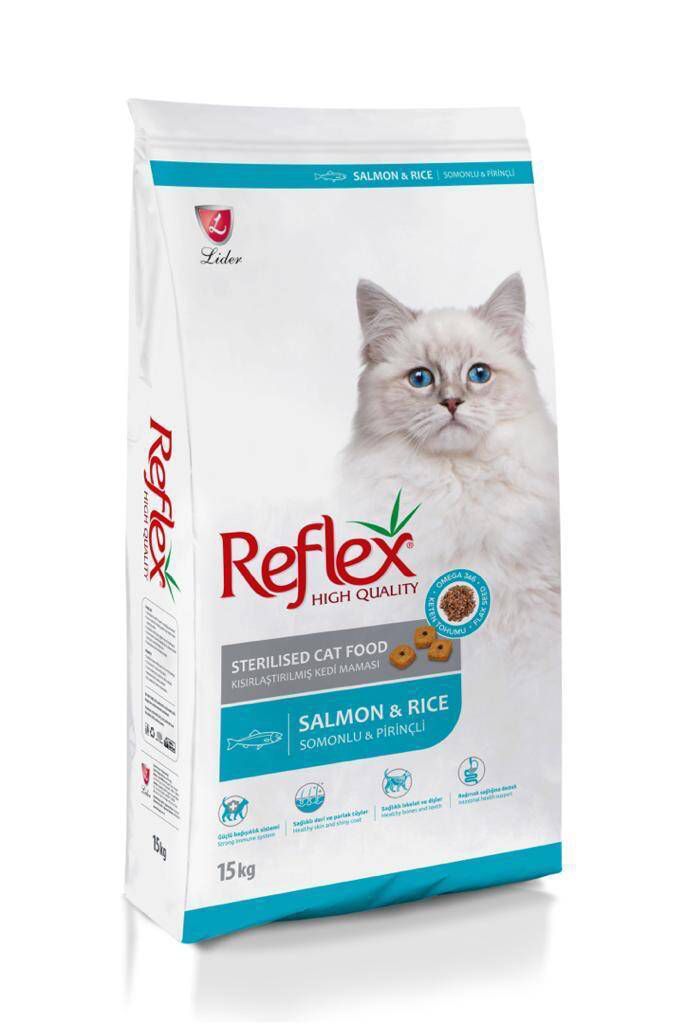 SALMON & RICE | SOMONLU & PİRİNÇLİ
L
Lider
Reflex®
HIGH QUALITY
OMEGA 3&6 • FLAX SEED • KETEN TOHUMU •
STERILISED CAT FOOD
KISIRLAŞTIRILMIŞ KEDİ MAMASI
SALMON & RICE
SOMONLU & PİRİNÇLİ
Güçlü bağışıklık sistemi
Strong immune system
Sağlıklı deri ve parlak tüyler
Healthy skin and shiny coat
Sağlıklı iskelet ve dişler
Healthy bones and teeth
Bağırsak sağlığına destek
Intestinal health support
15kg
Reflex
HIGH QUALITY
Lider
15kg